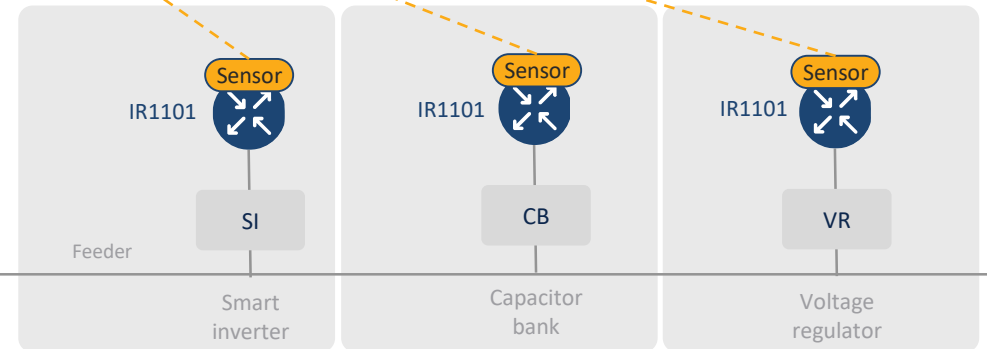 Sensor
IR1101
SI
Feeder
Smart
inverter
Sensor
IR1101
CB
Capacitor
bank
Sensor
IR1101
VR
Voltage
regulator